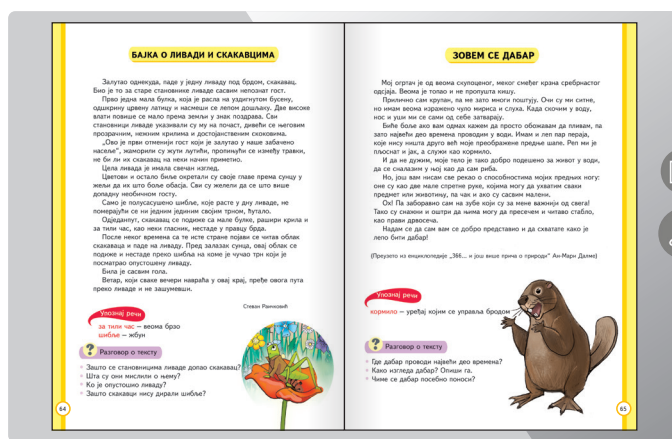 БАЈКА О ЛИВАДИ И СКАКАВЦИМА
Залутао однекуда, паде у једну ливаду под брдом, скакавац.
Био је то за старе становнике ливаде сасвим непознат гост.
Прво једна мала булка, која је расла на уздигнутом бусену,
одшкрину црвену латицу и насмеши се лепом дошљаку. Две високе
влати повише се мало према земљи у знак поздрава. Сви
становници ливаде указивали су му на почаст, дивећи се његовим
прозрачним, нежним крилима и достојанственим скоковима.
„Ово је први отменији гост који је залутао у наше забачено
насеље”, жаморили су жути љутићи, пропињући се између травки,
не би ли их скакавац на неки начин приметио.
Цела ливада је имала свечан изглед.
Цветови и остало биље окретали су своје главе према сунцу у
жељи да их што боље обасја. Сви су желели да се што више
допадну необичном госту.
Само је полусасушено шибље, које расте у дну ливаде, не
померајући се ни једним јединим својим трном, ћутало.
Одједанпут, скакавац се подиже са мале булке, рашири крила и
за тили час, као неки гласник, нестаде у правцу брда.
После неког времена са те исте стране појави се читав облак
скакаваца и паде на ливаду. Пред залазак сунца, овај облак се
подиже и нестаде преко шибља на коме је чучао трн који је
посматрао опустошену ливаду.
Била је сасвим гола.
Ветар, који сваке вечери навраћа у овај крај, пређе овога пута
преко ливаде и не зашумевши.
Стеван Раичковић
Упознај речи
за тили час – веома брзо
шибље – жбун
Разговор о тексту
Зашто се становницима ливаде допао скакавац?
Шта су они мислили о њему?
Ко је опустошио ливаду?
Зашто скакавци нису дирали шибље?
64
ЗОВЕМ СЕ ДАБАР
Мој огртач је од веома скупоценог, меког смеђег крзна сребрнастог
одсјаја. Веома је топао и не пропушта кишу.
Прилично сам крупан, па ме зато многи поштују. Очи су ми ситне,
но имам веома изражено чуло мириса и слуха. Када скочим у воду,
нос и уши ми се сами од себе затварају.
Биће боље ако вам одмах кажем да просто обожавам да пливам, па
зато највећи део времена проводим у води. Имам и леп пар пераја,
које нису ништа друго већ моје преображене предње шапе. Реп ми је
пљоснат и јак, а служи као кормило.
И да не дужим, моје тело је тако добро подешено за живот у води,
да се сналазим у њој као да сам риба.
Но, још вам нисам све рекао о способностима мојих предњих ногу:
оне су као две мале спретне руке, којима могу да ухватим сваки
предмет или животињу, па чак и ако су сасвим малени.
Ох! Па заборавио сам на зубе који су за мене важнији од свега!
Тако су снажни и оштри да њима могу да пресечем и читаво стабло,
као прави дрвосеча.
Надам се да сам вам се добро представио и да схватате како је
лепо бити дабар!
(Преузето из енциклопедије „366... и још више прича о природи” Ан-Мари Далме)
Упознај речи
кормило – уређај којим се управља бродом
Разговор о тексту
Где дабар проводи највећи део времена?
Како изгледа дабар? Опиши га.
Чиме се дабар посебно поноси?
65